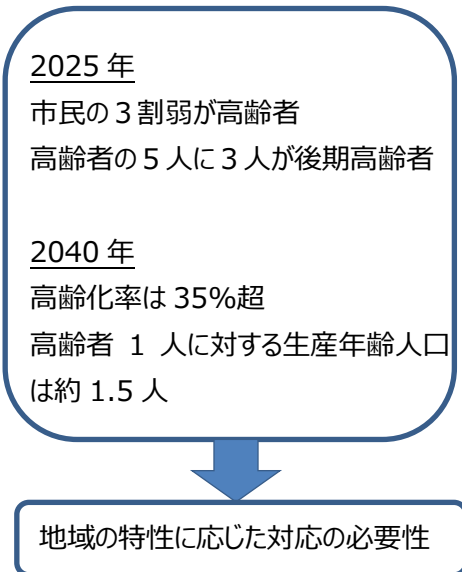 2025 年
市民の3割弱が高齢者
高齢者の5人に3人が後期高齢者
2040 年
高齢化率は 35%超
高齢者 1 人に対する生産年齢人口
は約 1.5 人
地域の特性に応じた対応の必要性